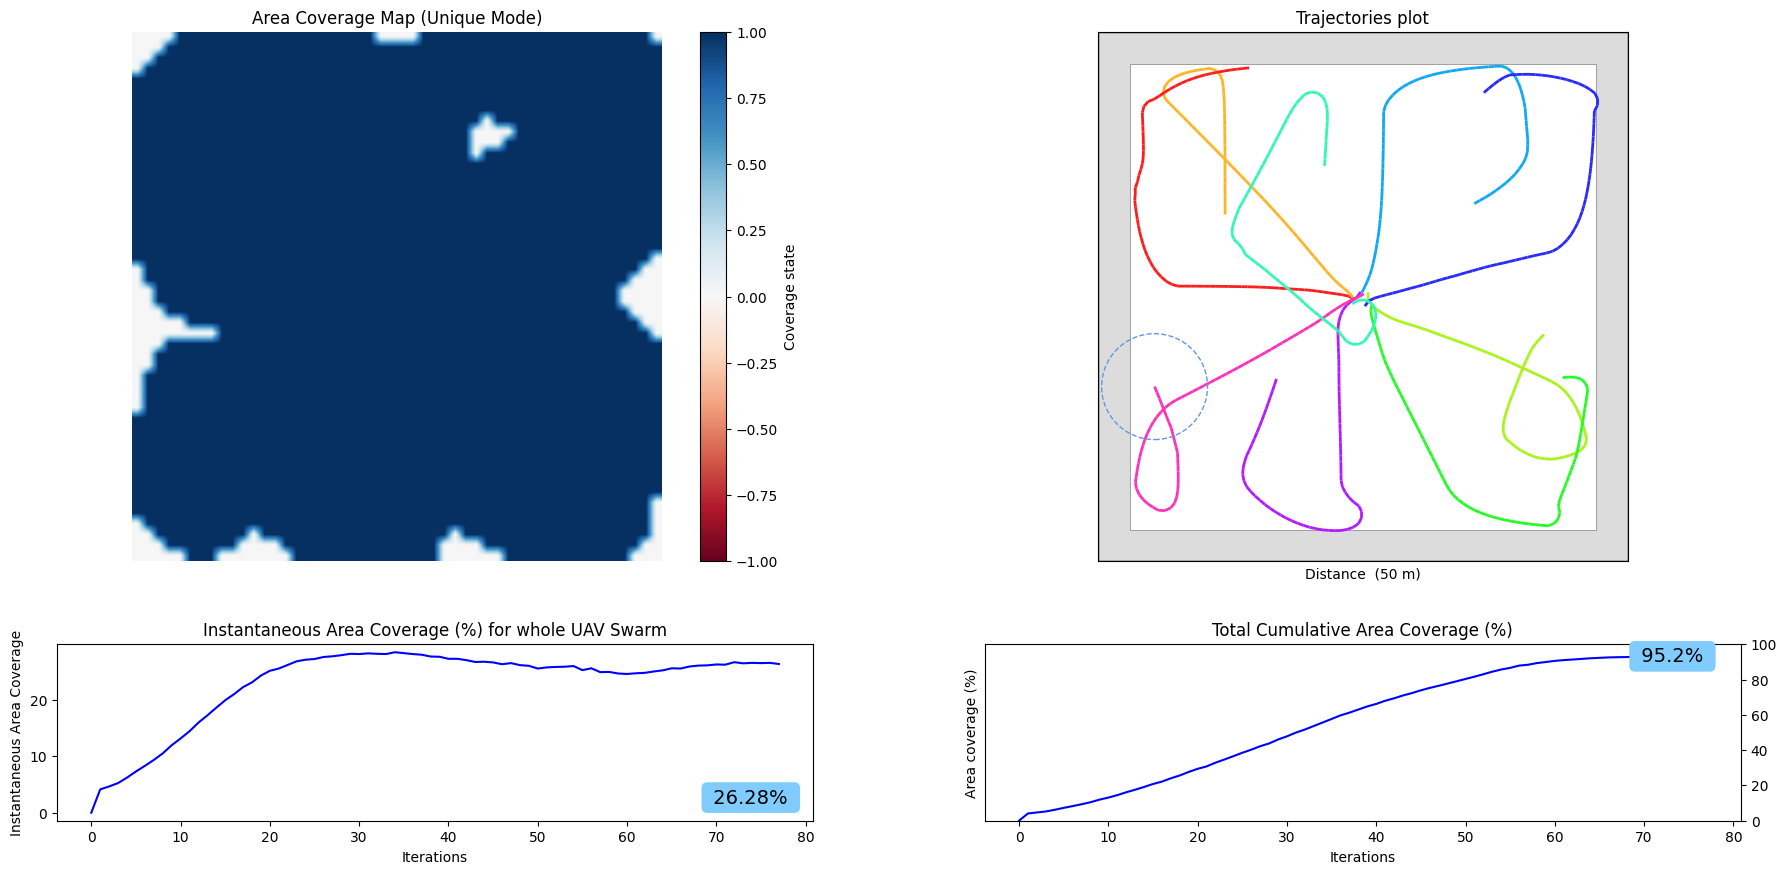 Area Coverage Map (Unique Mode)
1.00
0.75
0.50
0.25
0.00
−0.25
−0.50
−0.75
−1.00
Coverage state
Trajectories plot
Distance  (50 m)
Instantaneous Area Coverage (%) for whole UAV Swarm
Instantaneous Area Coverage
20
10
0
26.28%
0 10 20 30 40 50 60 70 80
Iterations
Total Cumulative Area Coverage (%)
Area coverage (%)
95.2%
100
80
60
40
20
0
0 10 20 30 40 50 60 70 80
Iterations